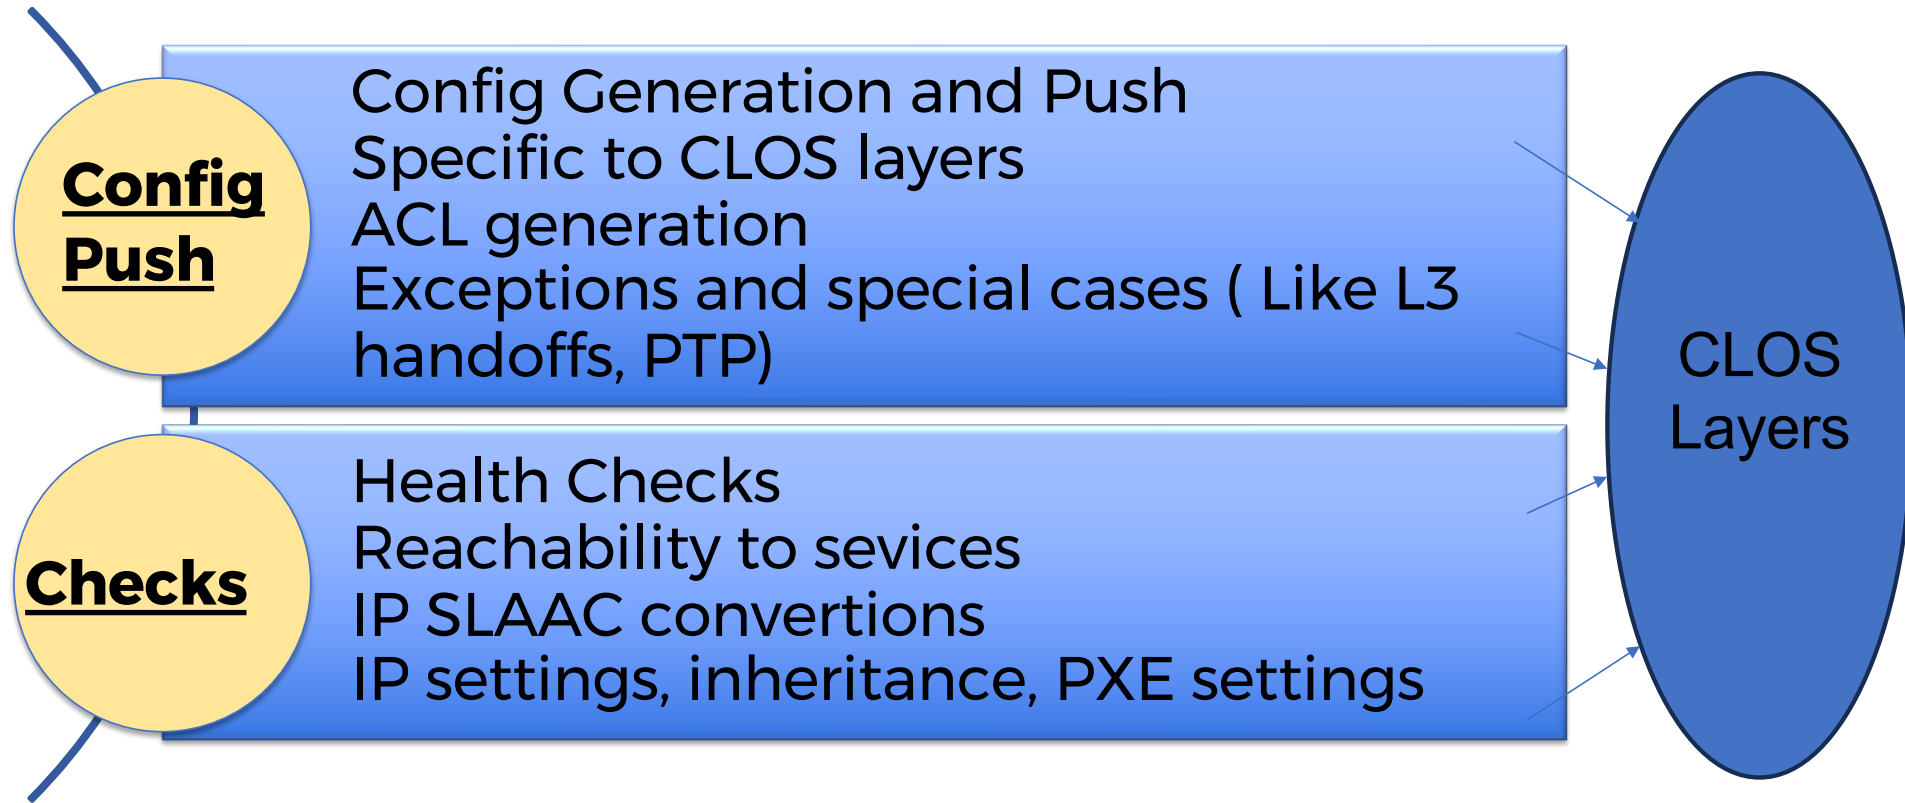 Config
Push
Config Generation and Push
Specific to CLOS layers
ACL generation
Exceptions and special cases ( Like L3
handoffs, PTP)
Checks
Health Checks
Reachability to sevices
IP SLAAC convertions
IP settings, inheritance, PXE settings
CLOS
Layers